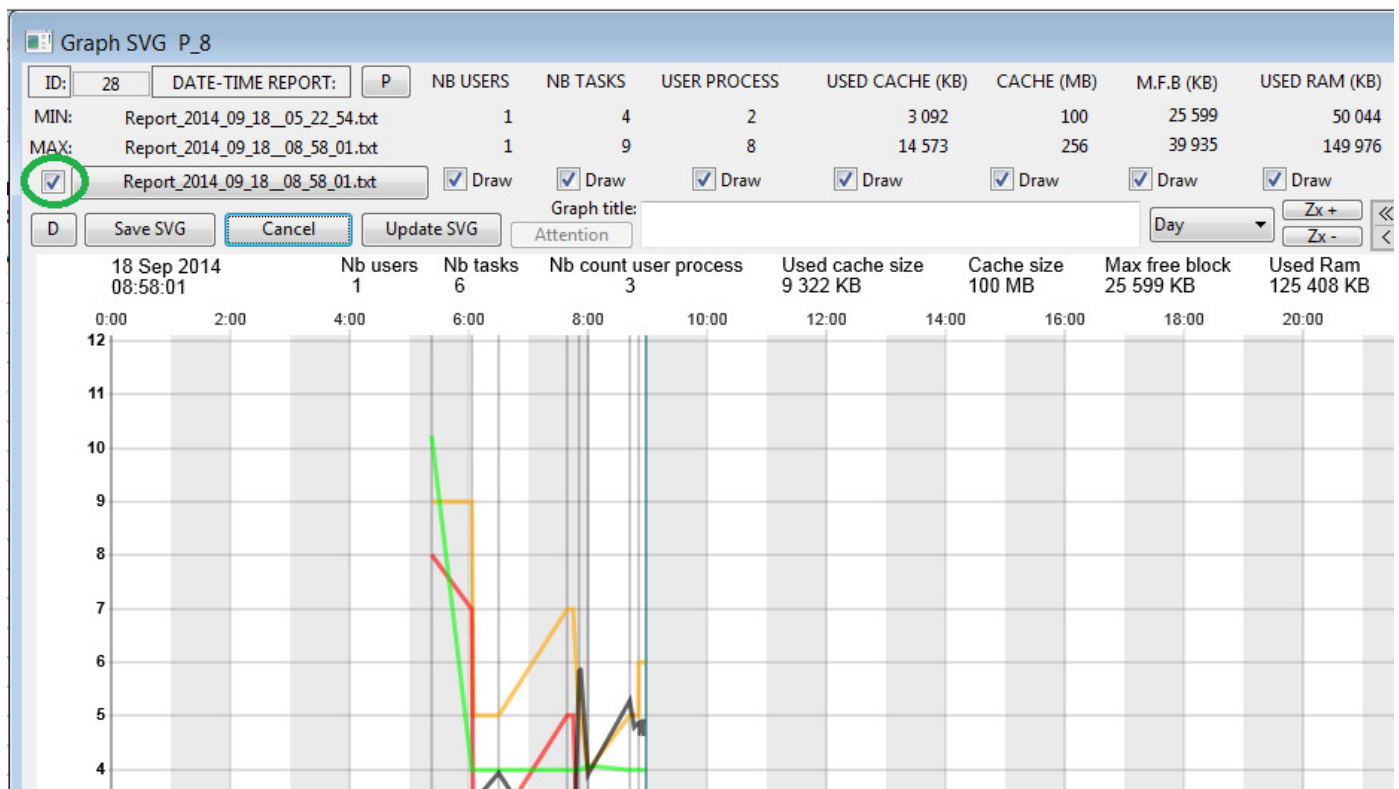 Graph SVG P_8
ID: 28 DATE-TIME REPORT: P NB USERS NB TASKS USER PROCESS USED CACHE (KB) CACHE (MB) M.F.B (KB) USED RAM (KB)
MIN: Report_2014_09_18__05_22_54.txt 1 4 2 3 092 100 25 599 50 044
MAX: Report_2014_09_18__08_58_01.txt 1 9 8 14 573 256 39 935 149 976
Report_2014_09_18__08_58_01.txt Draw Draw Draw Draw Draw Draw Draw
Graph title: Zx +
D Save SVG Cancel Update SVG Attention Day Zx -
18 Sep 2014 Nb users Nb tasks Nb count user process Used cache size Cache size Max free block Used Ram
08:58:01 1 6 3 9 322 KB 100 MB 25 599 KB 125 408 KB
0:00 2:00 4:00 6:00 8:00 10:00 12:00 14:00 16:00 18:00 20:00
12
11
10
9
8
7
6
5
4